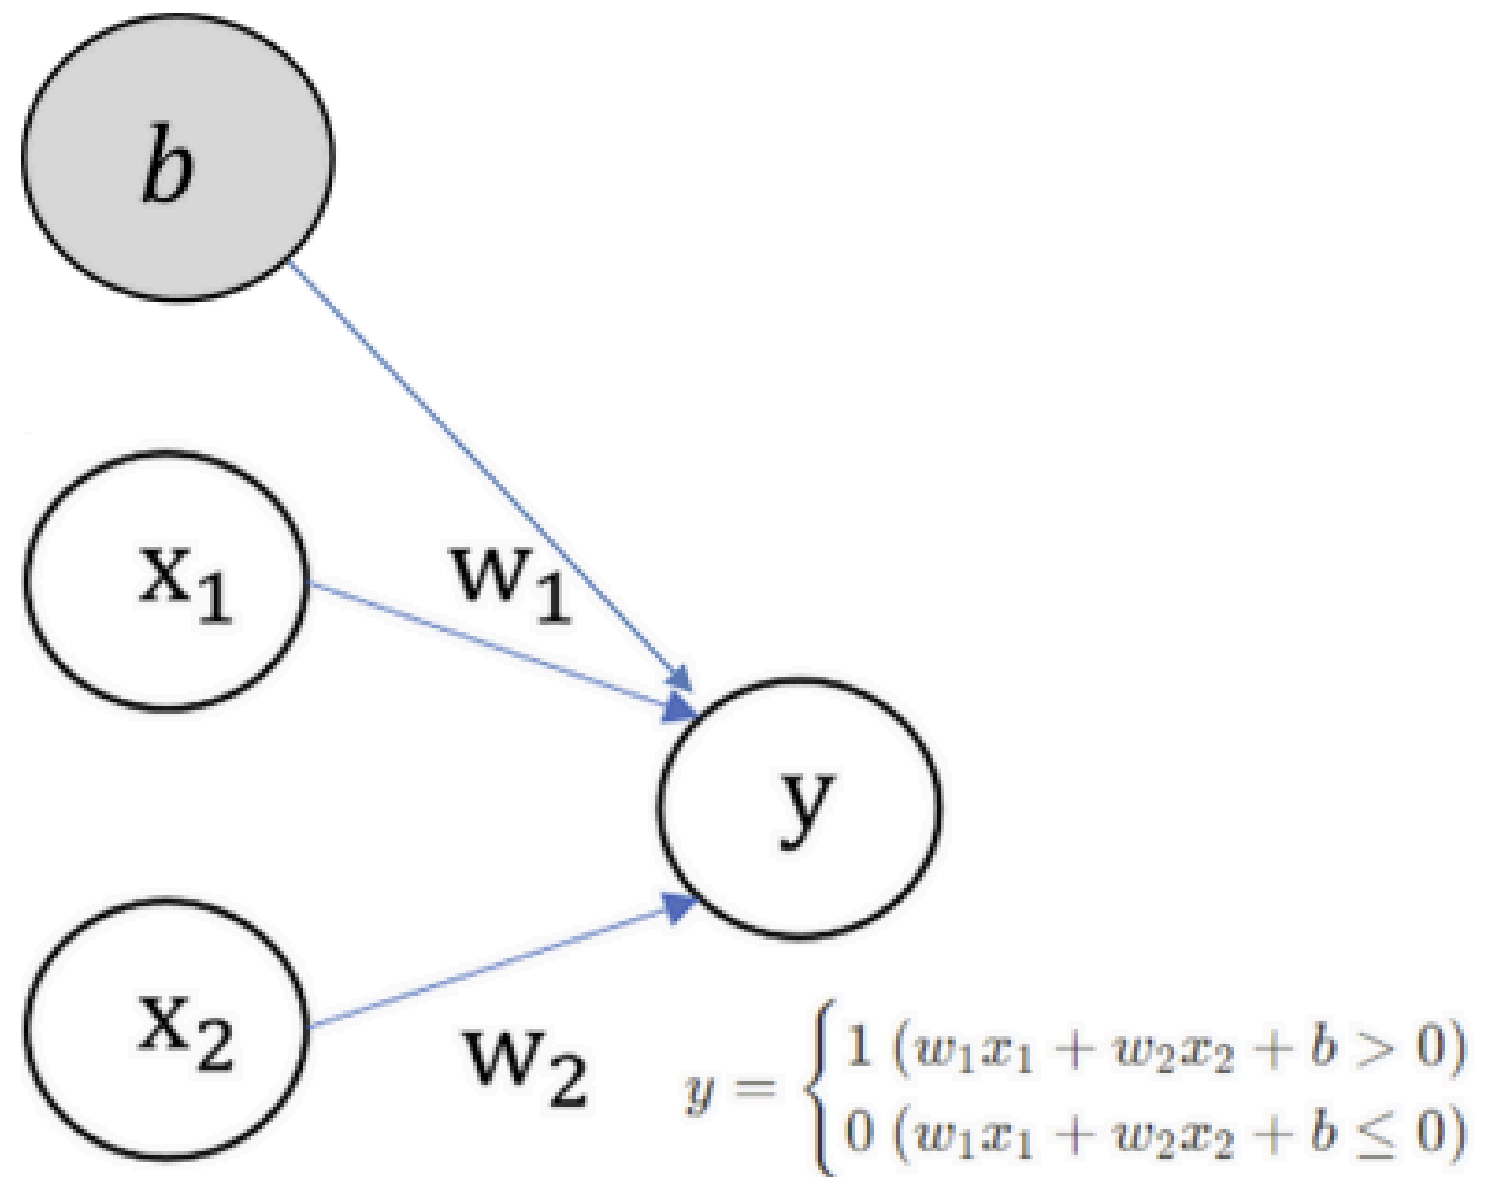 b
x₁
w₁
y
x₂
w₂
y = { 1 (w₁x₁ + w₂x₂ + b > 0)
0 (w₁x₁ + w₂x₂ + b ≤ 0)